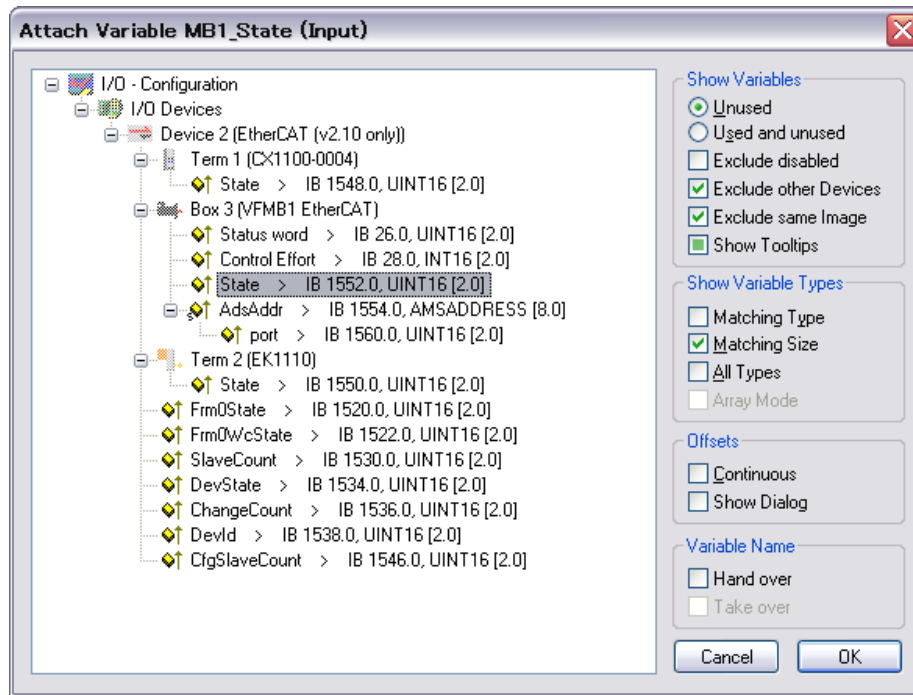 Attach Variable MB1_State (Input)
I/O - Configuration
I/O Devices
Device 2 (EtherCAT (v2.10 only))
Term 1 (CX1100-0004)
State > IB 1548.0, UINT16 [2.0]
Box 3 (VFMB1 EtherCAT)
Status word > IB 26.0, UINT16 [2.0]
Control Effort > IB 28.0, INT16 [2.0]
State > IB 1552.0, UINT16 [2.0]
AdsAddr > IB 1554.0, AMSADDRESS [8.0]
port > IB 1560.0, UINT16 [2.0]
Term 2 (EK1110)
State > IB 1550.0, UINT16 [2.0]
Frm0State > IB 1520.0, UINT16 [2.0]
Frm0WcState > IB 1522.0, UINT16 [2.0]
SlaveCount > IB 1530.0, UINT16 [2.0]
DevState > IB 1534.0, UINT16 [2.0]
ChangeCount > IB 1536.0, UINT16 [2.0]
DevId > IB 1538.0, UINT16 [2.0]
CfgSlaveCount > IB 1546.0, UINT16 [2.0]
Show Variables
Unused
Used and unused
Exclude disabled
Exclude other Devices
Exclude same Image
Show Tooltips
Show Variable Types
Matching Type
Matching Size
All Types
Array Mode
Offsets
Continuous
Show Dialog
Variable Name
Hand over
Take over
Cancel
OK